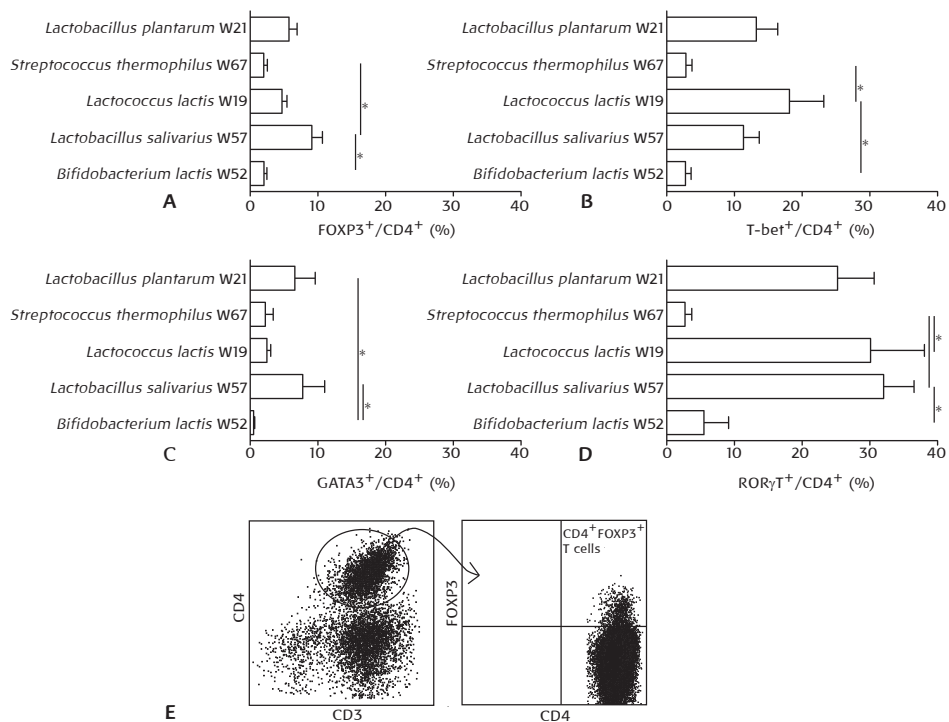 Lactobacillus plantarum W21
Streptococcus thermophilus W67
Lactococcus lactis W19
Lactobacillus salivarius W57
Bifidobacterium lactis W52
*
*
0 10 20 30 40
A
FOXP3⁺/CD4⁺ (%)
Lactobacillus plantarum W21
Streptococcus thermophilus W67
Lactococcus lactis W19
Lactobacillus salivarius W57
Bifidobacterium lactis W52
*
*
0 10 20 30 40
B
T-bet⁺/CD4⁺ (%)
Lactobacillus plantarum W21
Streptococcus thermophilus W67
Lactococcus lactis W19
Lactobacillus salivarius W57
Bifidobacterium lactis W52
*
*
0 10 20 30 40
C
GATA3⁺/CD4⁺ (%)
Lactobacillus plantarum W21
Streptococcus thermophilus W67
Lactococcus lactis W19
Lactobacillus salivarius W57
Bifidobacterium lactis W52
*
*
0 10 20 30 40
D
RORγT⁺/CD4⁺ (%)
CD4
CD3
E
CD4⁺FOXP3⁺
T cells
FOXP3
CD4